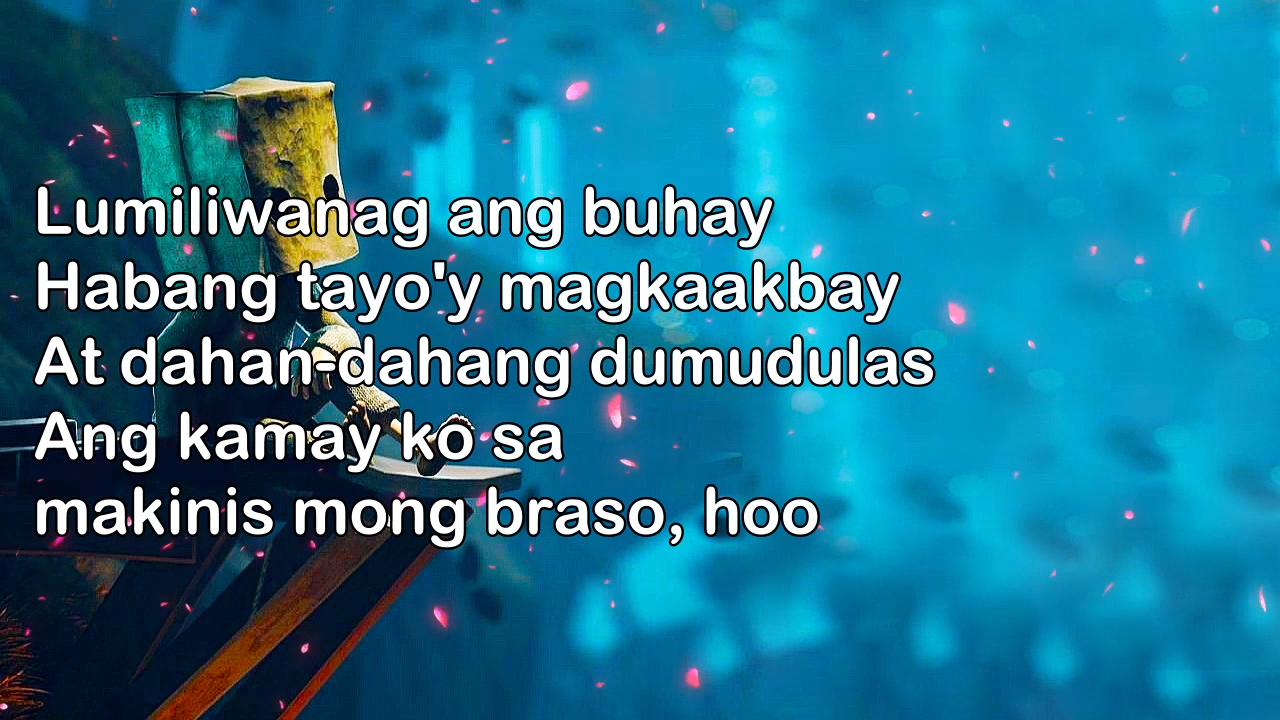 Lumiliwanag ang buhay
Habang tayo'y magkaakbay
At dahan-dahang dumudulas
Ang kamay ko sa
makinis mong braso, hoo